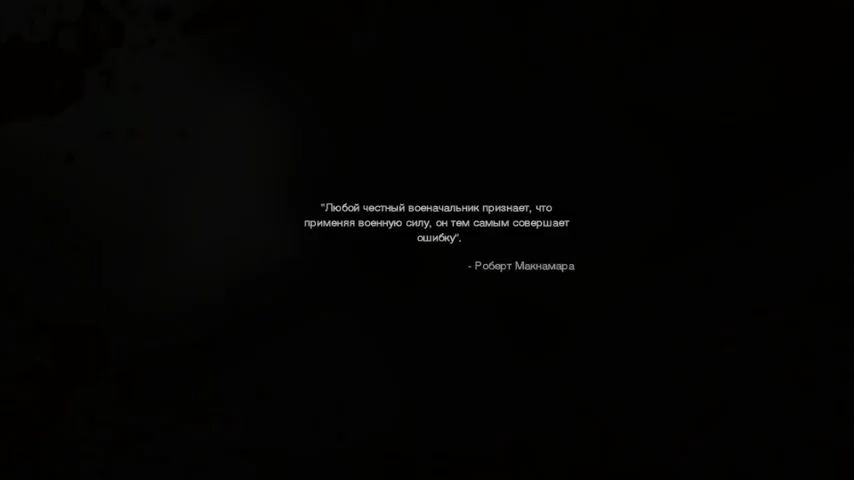 "Любой честный военачальник признает, что
применяя военную силу, он тем самым совершает
ошибку".
- Роберт Макнамара